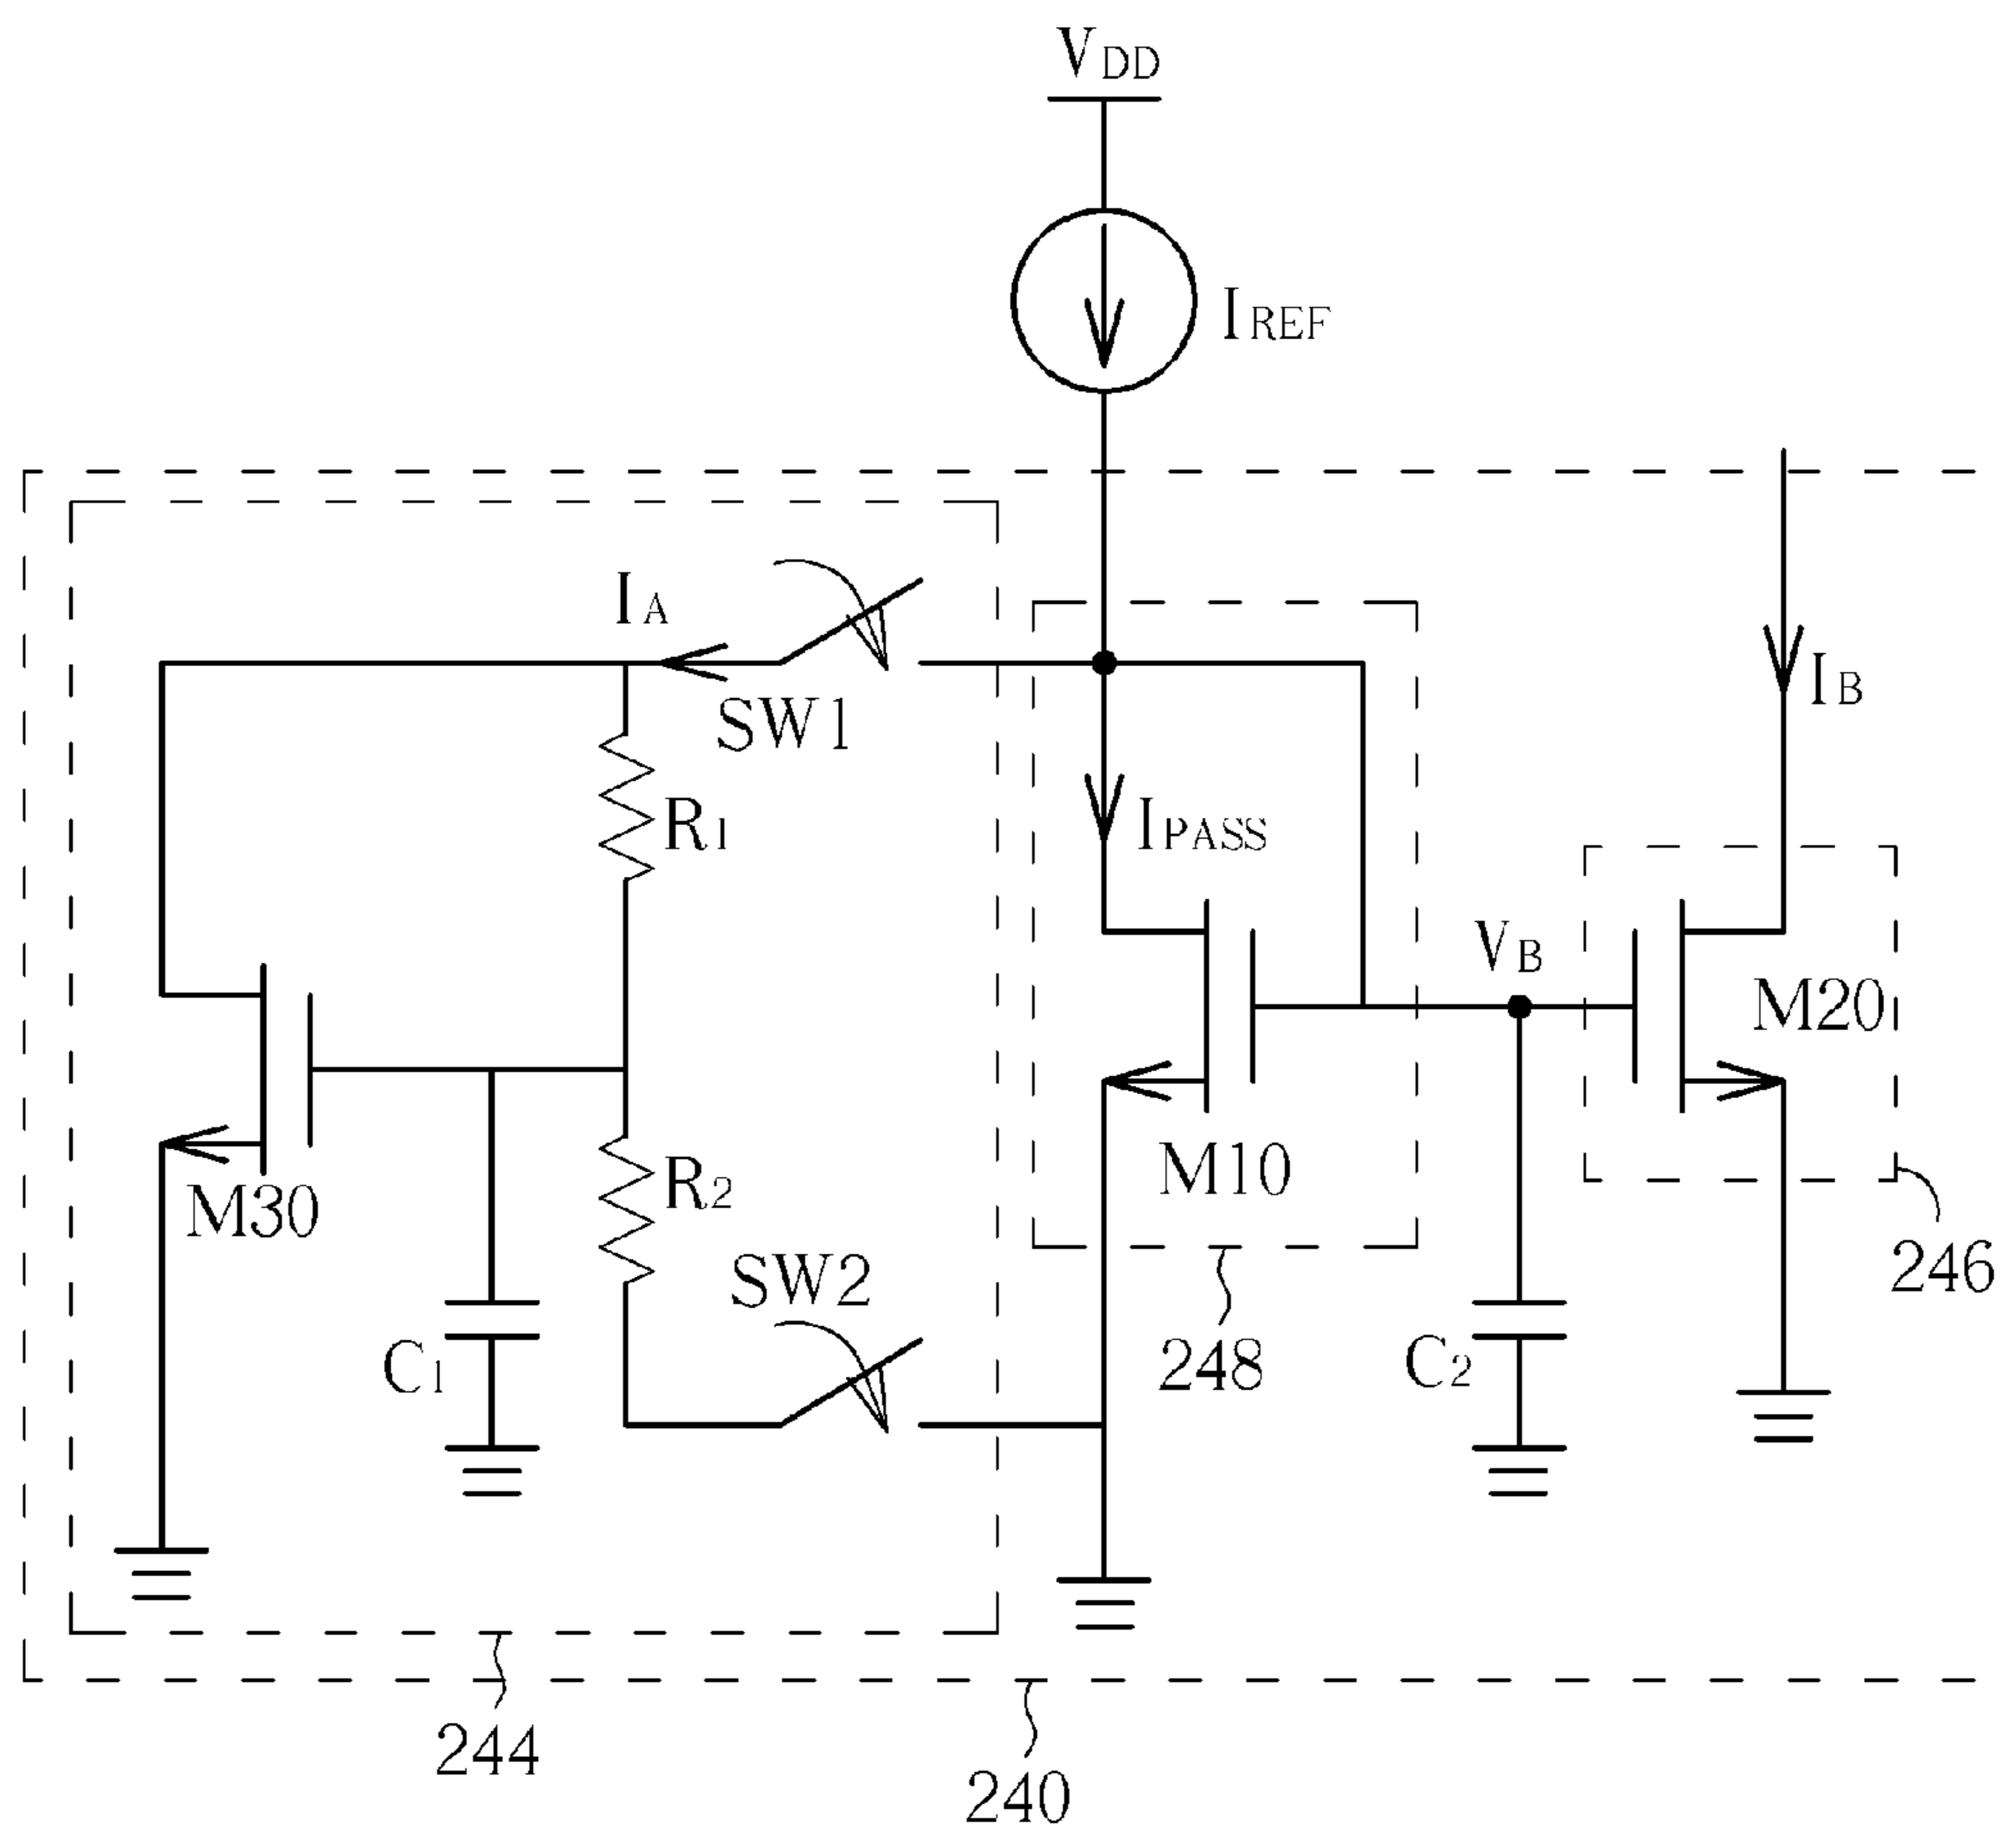 VDD
IREF
IA
SW1
IB
R1
IPASS
VB
M20
M10
R2
M30
SW2
246
C1
248
C2
244
240